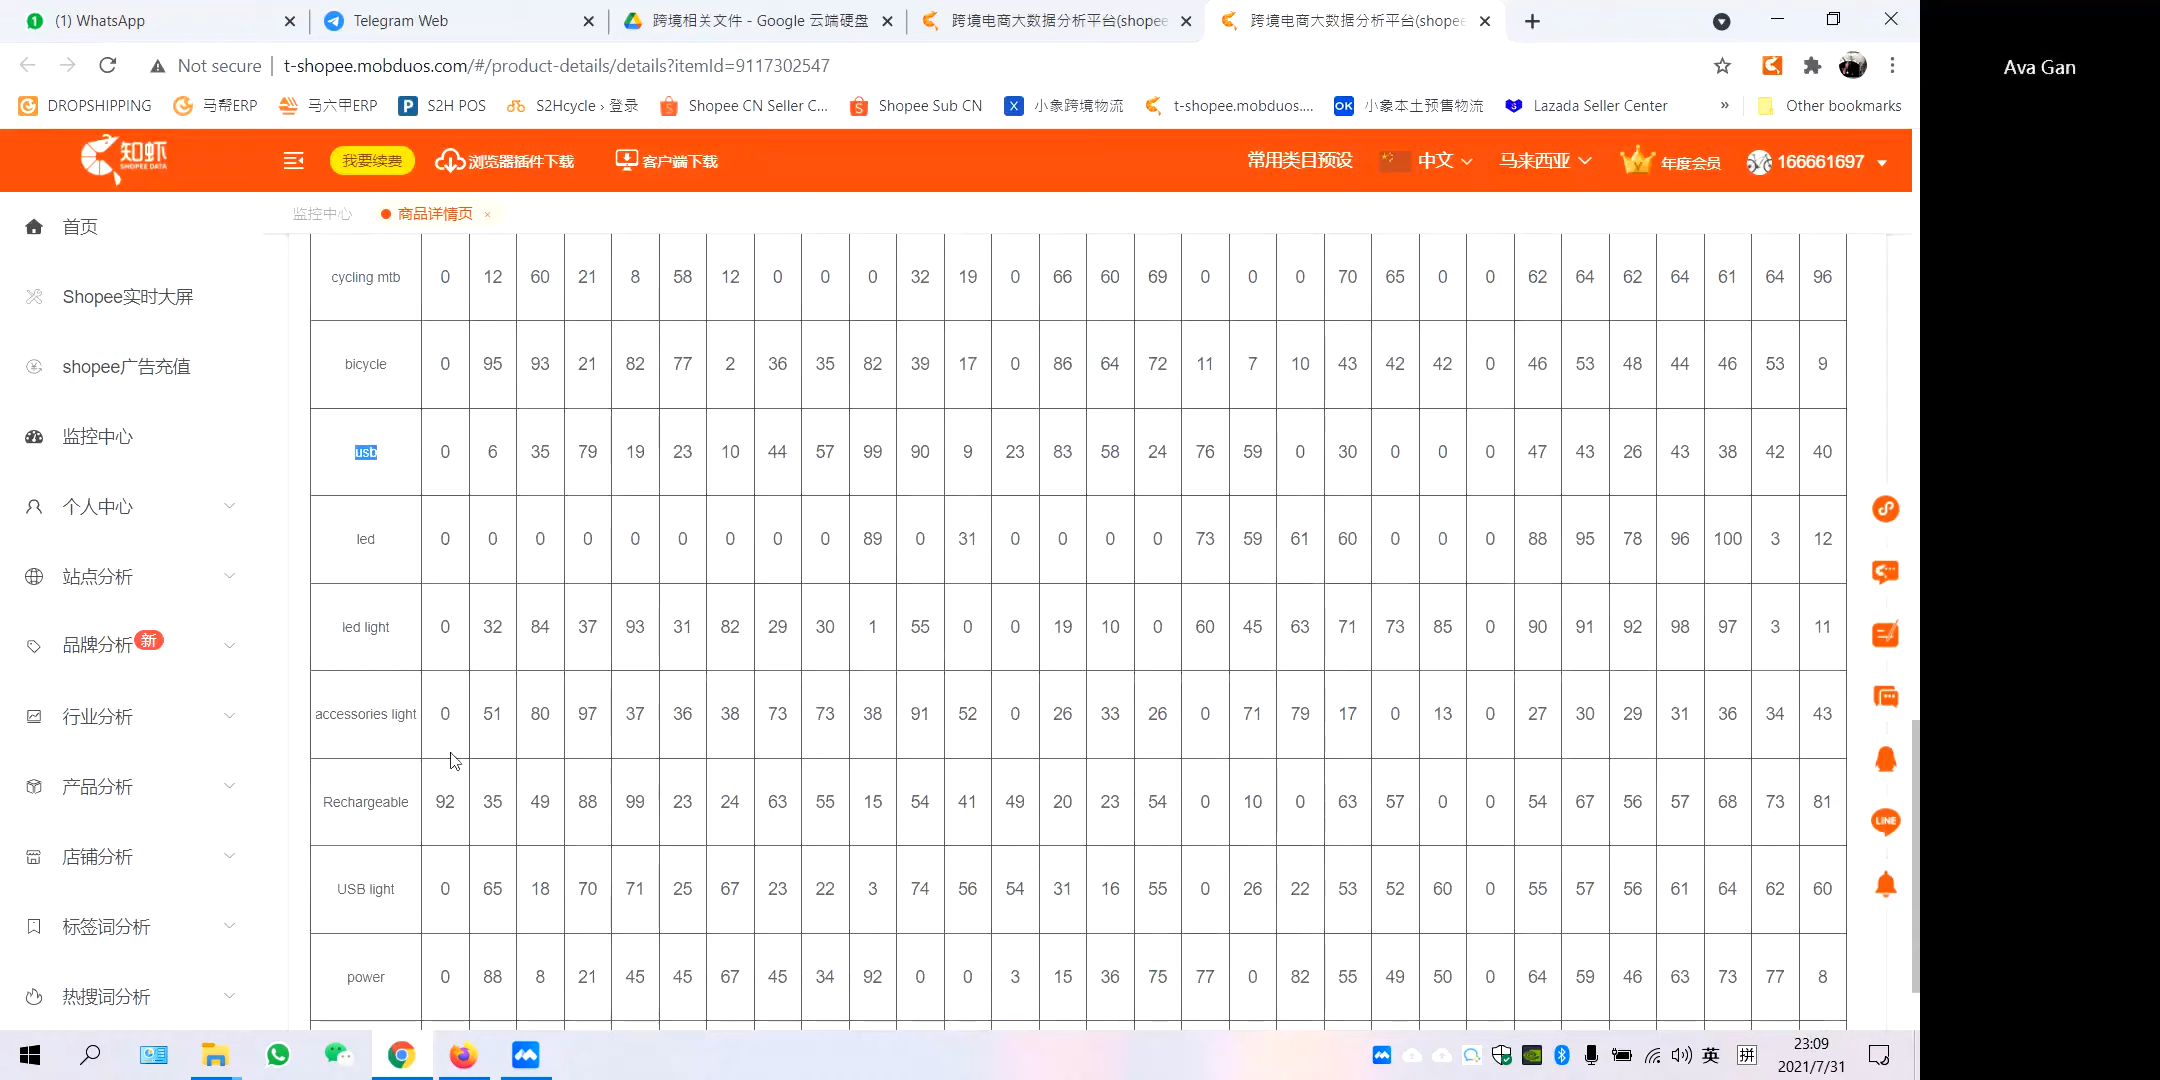 (1) WhatsApp
Telegram Web
跨境相关文件 - Google 云端硬盘
跨境电商大数据分析平台(shopee
跨境电商大数据分析平台(shopee
Not secure
t-shopee.mobduos.com/#/product-details/details?itemId=9117302547
DROPSHIPPING
马帮ERP
马六甲ERP
S2H POS
S2Hcycle › 登录
Shopee CN Seller C...
Shopee Sub CN
小象跨境物流
t-shopee.mobduos....
OK
小象本土预售物流
Lazada Seller Center
»
Other bookmarks
Ava Gan
知虾
SHOPEE DATA
我要续费
浏览器插件下载
客户端下载
常用类目预设
中文
马来西亚
年度会员
166661697
监控中心
商品详情页
首页
Shopee实时大屏
shopee广告充值
监控中心
个人中心
站点分析
品牌分析 新
行业分析
产品分析
店铺分析
标签词分析
热搜词分析
cycling mtb 0 12 60 21 8 58 12 0 0 0 32 19 0 66 60 69 0 0 0 70 65 0 0 62 64 62 64 61 64 96
bicycle 0 95 93 21 82 77 2 36 35 82 39 17 0 86 64 72 11 7 10 43 42 42 0 46 53 48 44 46 53 9
usb 0 6 35 79 19 23 10 44 57 99 90 9 23 83 58 24 76 59 0 30 0 0 0 47 43 26 43 38 42 40
led 0 0 0 0 0 0 0 0 0 89 0 31 0 0 0 0 73 59 61 60 0 0 0 88 95 78 96 100 3 12
led light 0 32 84 37 93 31 82 29 30 1 55 0 0 19 10 0 60 45 63 71 73 85 0 90 91 92 98 97 3 11
accessories light 0 51 80 97 37 36 38 73 73 38 91 52 0 26 33 26 0 71 79 17 0 13 0 27 30 29 31 36 34 43
Rechargeable 92 35 49 88 99 23 24 63 55 15 54 41 49 20 23 54 0 10 0 63 57 0 0 54 67 56 57 68 73 81
USB light 0 65 18 70 71 25 67 23 22 3 74 56 54 31 16 55 0 26 22 53 52 60 0 55 57 56 61 64 62 60
power 0 88 8 21 45 45 67 45 34 92 0 0 3 15 36 75 77 0 82 55 49 50 0 64 59 46 63 73 77 8
LINE
英
拼
23:09
2021/7/31